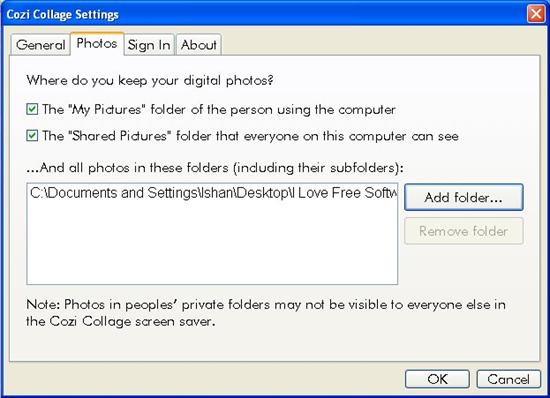 Cozi Collage Settings
General Photos Sign In About
Where do you keep your digital photos?
The "My Pictures" folder of the person using the computer
The "Shared Pictures" folder that everyone on this computer can see
...And all photos in these folders (including their subfolders):
C:\Documents and Settings\Ishan\Desktop\I Love Free Softw
Add folder...
Remove folder
Note: Photos in peoples' private folders may not be visible to everyone else in
the Cozi Collage screen saver.
OK Cancel